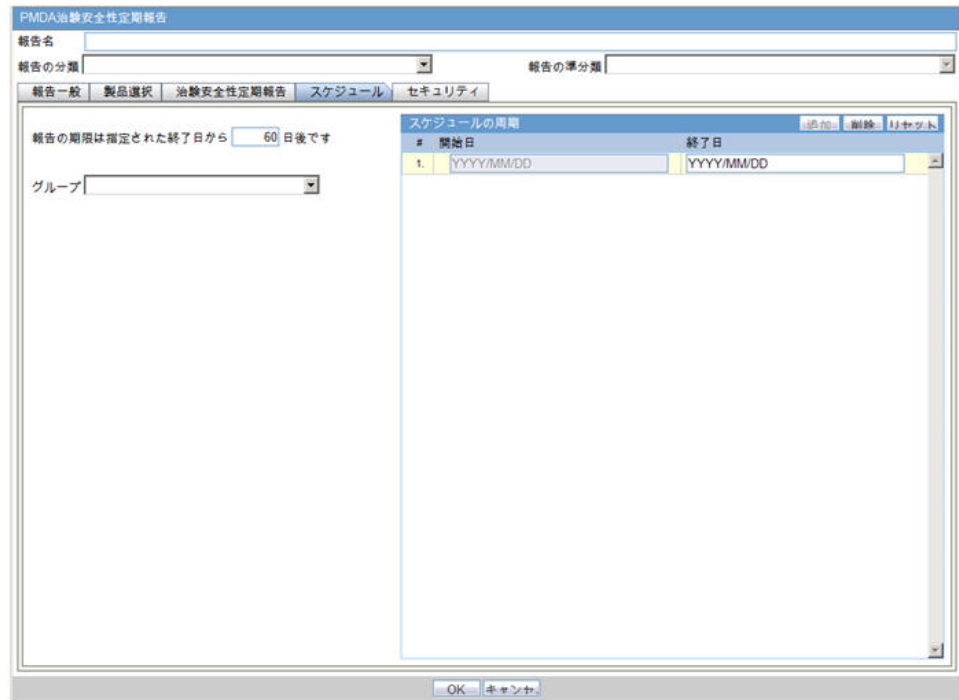 PMDA治験安全性定期報告
報告名
報告の分類 報告の準分類
報告一般 製品選択 治験安全性定期報告 スケジュール セキュリティ
報告の期限は指定された終了日から 60 日後です
グループ
スケジュールの周期 追加 削除 リセット
# 開始日 終了日
1. YYYY/MM/DD YYYY/MM/DD
OK キャンセ.